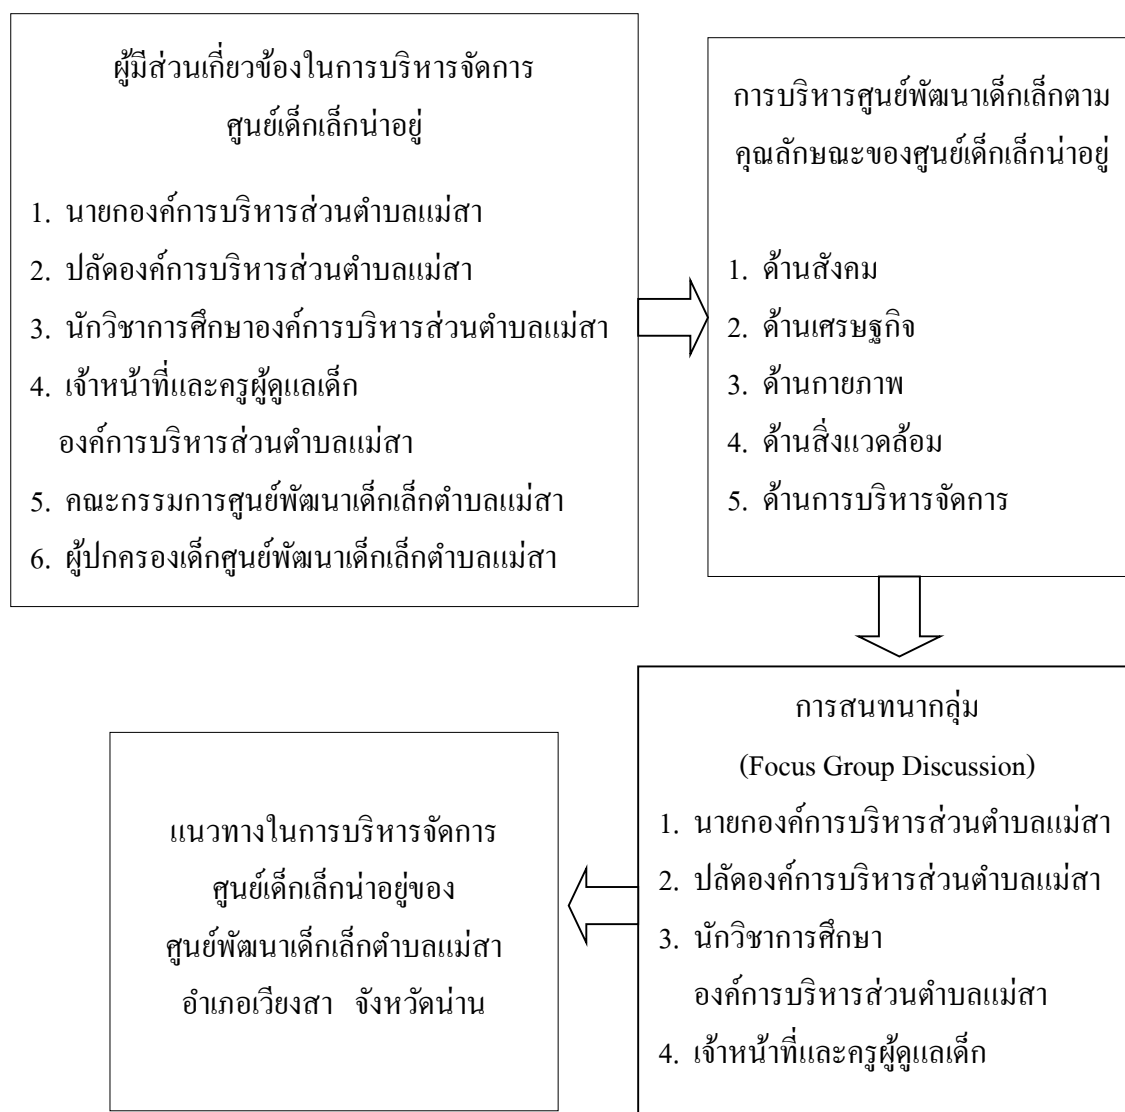 ผู้มีส่วนเกี่ยวข้องในการบริหารจัดการ
ศูนย์เด็กเล็กน่าอยู่
1. นายกองค์การบริหารส่วนตำบลแม่สา
2. ปลัดองค์การบริหารส่วนตำบลแม่สา
3. นักวิชาการศึกษาองค์การบริหารส่วนตำบลแม่สา
4. เจ้าหน้าที่และครูผู้ดูแลเด็ก
องค์การบริหารส่วนตำบลแม่สา
5. คณะกรรมการศูนย์พัฒนาเด็กเล็กตำบลแม่สา
6. ผู้ปกครองเด็กศูนย์พัฒนาเด็กเล็กตำบลแม่สา
การบริหารศูนย์พัฒนาเด็กเล็กตาม
คุณลักษณะของศูนย์เด็กเล็กน่าอยู่
1. ด้านสังคม
2. ด้านเศรษฐกิจ
3. ด้านกายภาพ
4. ด้านสิ่งแวดล้อม
5. ด้านการบริหารจัดการ
การสนทนากลุ่ม
(Focus Group Discussion)
1. นายกองค์การบริหารส่วนตำบลแม่สา
2. ปลัดองค์การบริหารส่วนตำบลแม่สา
3. นักวิชาการศึกษา
องค์การบริหารส่วนตำบลแม่สา
4. เจ้าหน้าที่และครูผู้ดูแลเด็ก
แนวทางในการบริหารจัดการ
ศูนย์เด็กเล็กน่าอยู่ของ
ศูนย์พัฒนาเด็กเล็กตำบลแม่สา
อำเภอเวียงสา จังหวัดน่าน